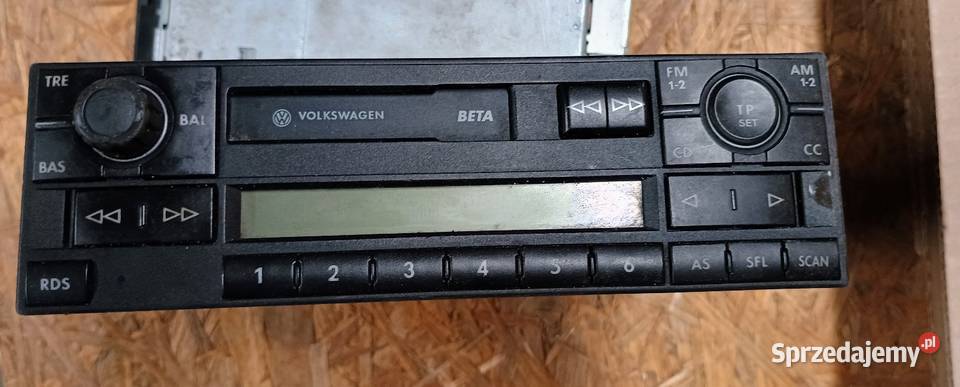 TRE
BAL
BAS
VOLKSWAGEN BETA
FM
1-2
AM
1-2
TP
SET
CD
CC
RDS
1 2 3 4 5 6
AS SFL SCAN
Sprzedajemy.pl